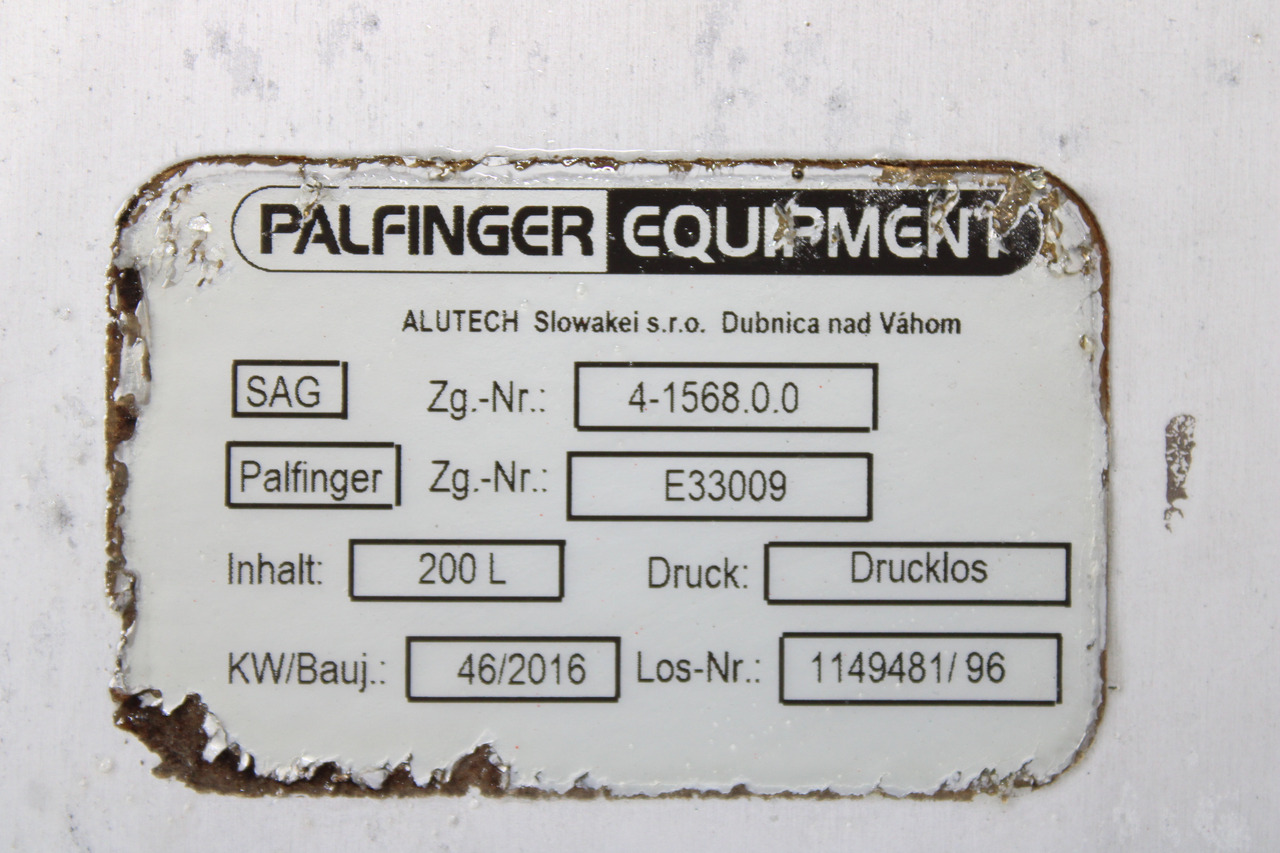 PALFINGER EQUIPMENT
ALUTECH Slowakei s.r.o. Dubnica nad Váhom
SAG Zg.-Nr.: 4-1568.0.0
Palfinger Zg.-Nr.: E33009
Inhalt: 200 L Druck: Drucklos
KW/Bauj.: 46/2016 Los-Nr.: 1149481/ 96